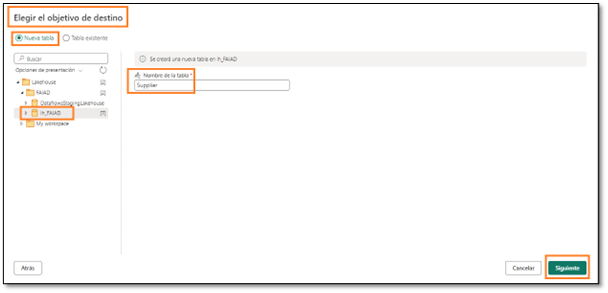 Elegir el objetivo de destino
Nueva tabla Tabla existente
Buscar
Opciones de presentación
Lakehouse
FAIAD
DataflowsStagingLakehouse
lh_FAIAD
My workspace
Se creará una nueva tabla en lh_FAIAD
Nombre de la tabla *
Supplier
Atrás Cancelar Siguiente